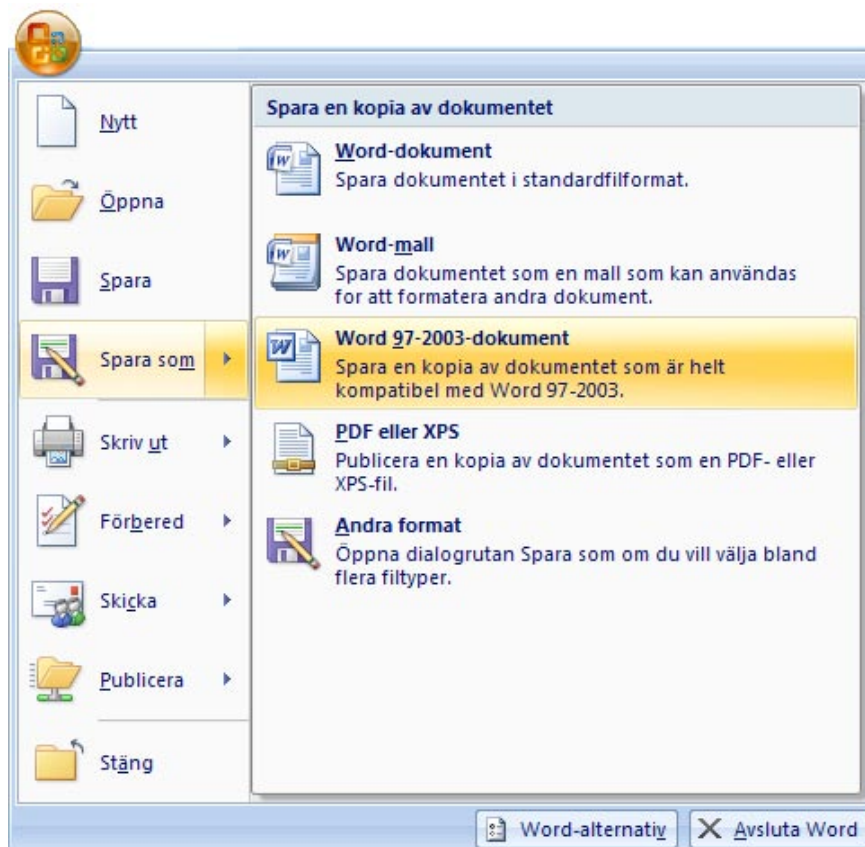 Nytt
Öppna
Spara
Spara som
Skriv ut
Förbered
Skicka
Publicera
Stäng
Spara en kopia av dokumentet
Word-dokument
Spara dokumentet i standardfilformat.
Word-mall
Spara dokumentet som en mall som kan användas
for att formatera andra dokument.
Word 97-2003-dokument
Spara en kopia av dokumentet som är helt
kompatibel med Word 97-2003.
PDF eller XPS
Publicera en kopia av dokumentet som en PDF- eller
XPS-fil.
Andra format
Öppna dialogrutan Spara som om du vill välja bland
flera filtyper.
Word-alternativ
Avsluta Word